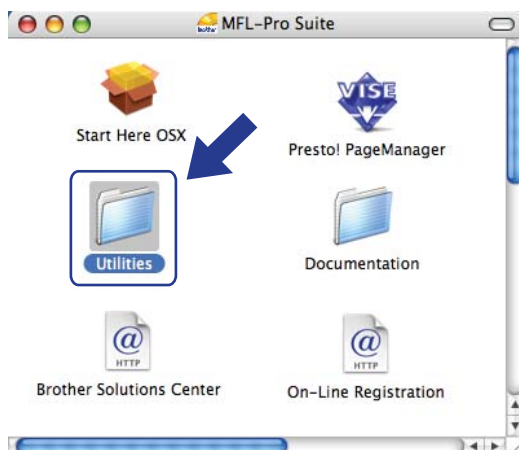 MFL-Pro Suite
Start Here OSX
VISE
Presto! PageManager
Utilities
Documentation
@
HTTP
@
HTTP
Brother Solutions Center
On-Line Registration